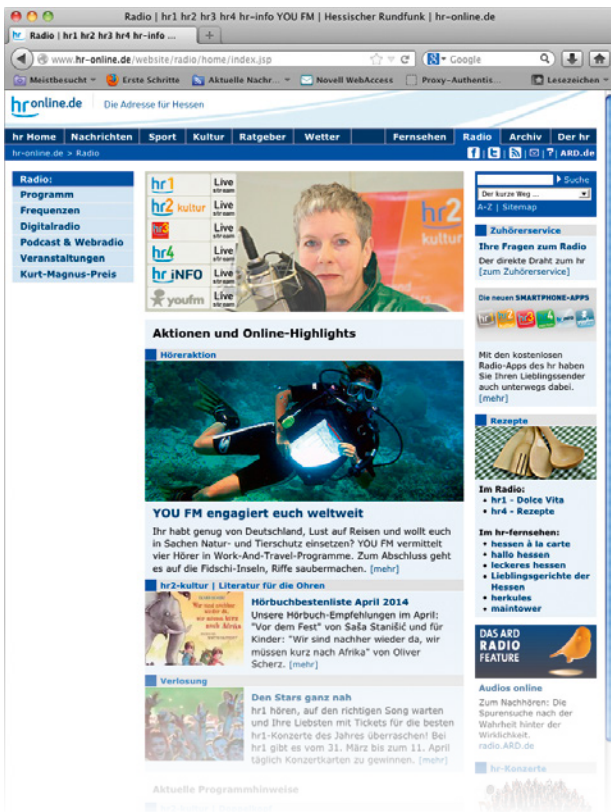 Radio | hr1 hr2 hr3 hr4 hr-info YOU FM | Hessischer Rundfunk | hr-online.de
hr Radio | hr1 hr2 hr3 hr4 hr-info ...
www.hr-online.de/website/radio/home/index.jsp
Google
Meistbesucht
Erste Schritte
Aktuelle Nachr...
Novell WebAccess
Proxy-Authentis...
Lesezeichen
hr online.de
Die Adresse für Hessen
hr Home | Nachrichten | Sport | Kultur | Ratgeber | Wetter | Fernsehen | Radio | Archiv | Der hr
hr-online.de > Radio
? | ARD.de
Radio:
Programm
Frequenzen
Digitalradio
Podcast & Webradio
Veranstaltungen
Kurt-Magnus-Preis
hr1 Live stream
hr2 kultur Live stream
hr3 Live stream
hr4 Live stream
hr iNFO Live stream
youfm Live stream
hr2
kultur
Aktionen und Online-Highlights
Höreraktion
YOU FM engagiert euch weltweit
Ihr habt genug von Deutschland, Lust auf Reisen und wollt euch
in Sachen Natur- und Tierschutz einsetzen? YOU FM vermittelt
vier Hörer in Work-And-Travel-Programme. Zum Abschluss geht
es auf die Fidschi-Inseln, Riffe saubermachen. [mehr]
hr2-kultur | Literatur für die Ohren
Wir sind nachher
wieder da, wir
müssen kurz nach
Afrika
Hörbuchbestenliste April 2014
Unsere Hörbuch-Empfehlungen im April:
"Vor dem Fest" von Saša Stanišić und für
Kinder: "Wir sind nachher wieder da, wir
müssen kurz nach Afrika" von Oliver
Scherz. [mehr]
Verlosung
Den Stars ganz nah
hr1 hören, auf den richtigen Song warten
und Ihre Liebsten mit Tickets für die besten
hr1-Konzerte des Jahres überraschen! Bei
hr1 gibt es vom 31. März bis zum 11. April
täglich Konzertkarten zu gewinnen. [mehr]
Aktuelle Programmhinweise
Suche
Der kurze Weg ...
A-Z | Sitemap
Zuhörerservice
Ihre Fragen zum Radio
Der direkte Draht zum hr
[zum Zuhörerservice]
Die neuen SMARTPHONE-APPS
Mit den kostenlosen
Radio-Apps des hr haben
Sie Ihren Lieblingssender
auch unterwegs dabei.
[mehr]
Rezepte
Im Radio:
• hr1 - Dolce Vita
• hr4 - Rezepte
Im hr-fernsehen:
• hessen à la carte
• hallo hessen
• leckeres hessen
• Lieblingsgerichte der
Hessen
• herkules
• maintower
DAS ARD
RADIO
FEATURE
Audios online
Zum Nachhören: Die
Spurensuche nach der
Wahrheit hinter der
Wirklichkeit.
radio.ARD.de
hr-Konzerte